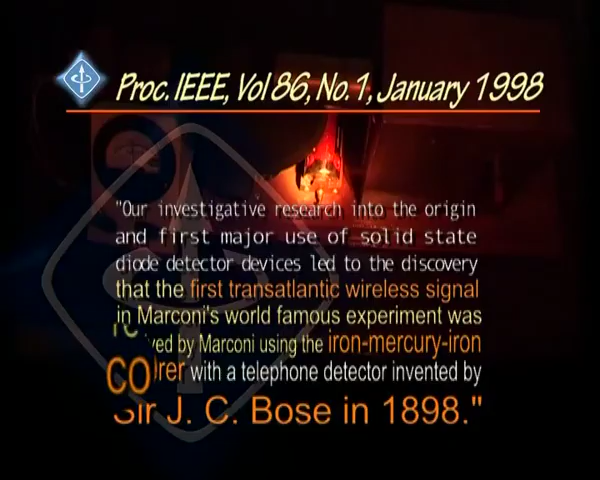 Proc. IEEE, Vol 86, No. 1, January 1998
"Our investigative research into the origin
and first major use of solid state
diode detector devices led to the discovery
that the first transatlantic wireless signal
in Marconi's world famous experiment was
by Marconi using the iron-mercury-iron
with a telephone detector invented by
Sir J. C. Bose in 1898."